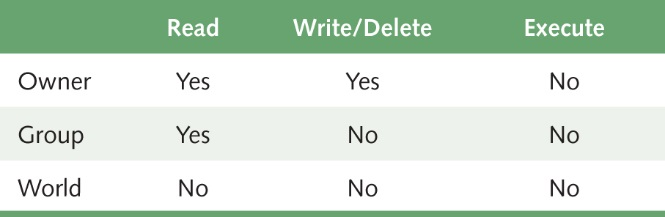 Read Write/Delete Execute
Owner Yes Yes No
Group Yes No No
World No No No